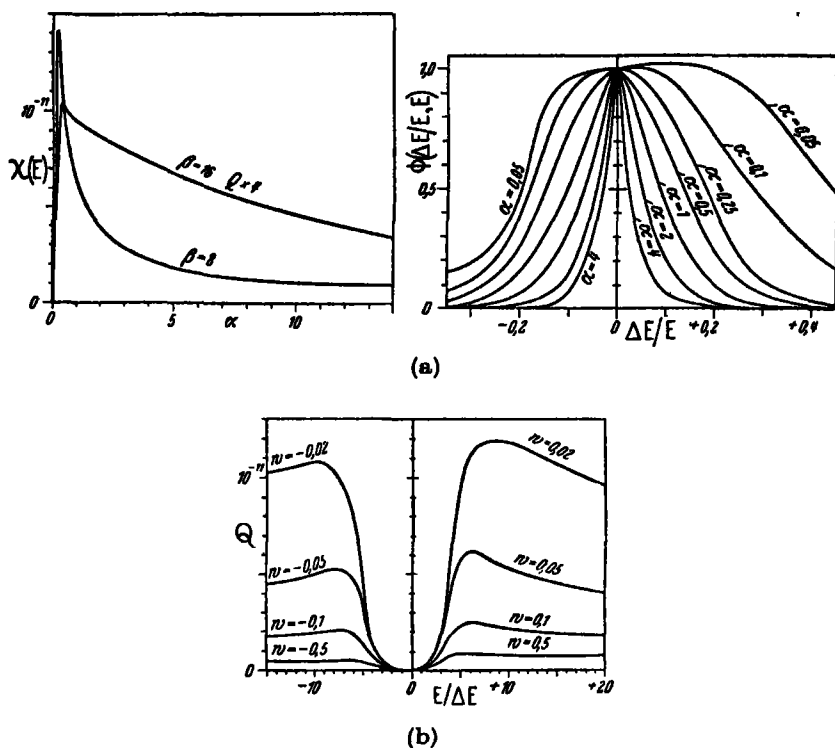 10⁻¹¹
χ(E)
0
β=16 Q×4
β=8
0
5
α
10
1,0
Φ(ΔE/E, E)
0,5
0
α=0,05
α=4
α=4
α=2
α=1
α=0,5
α=0,25
α=0,1
α=0,05
-0,2
0
+0,2
+0,4
ΔE/E
(a)
10⁻¹¹
Q
0
w=-0,02
w=-0,05
w=-0,1
w=-0,5
w=0,02
w=0,05
w=0,1
w=0,5
-10
0
+10
+20
E/ΔE
(b)